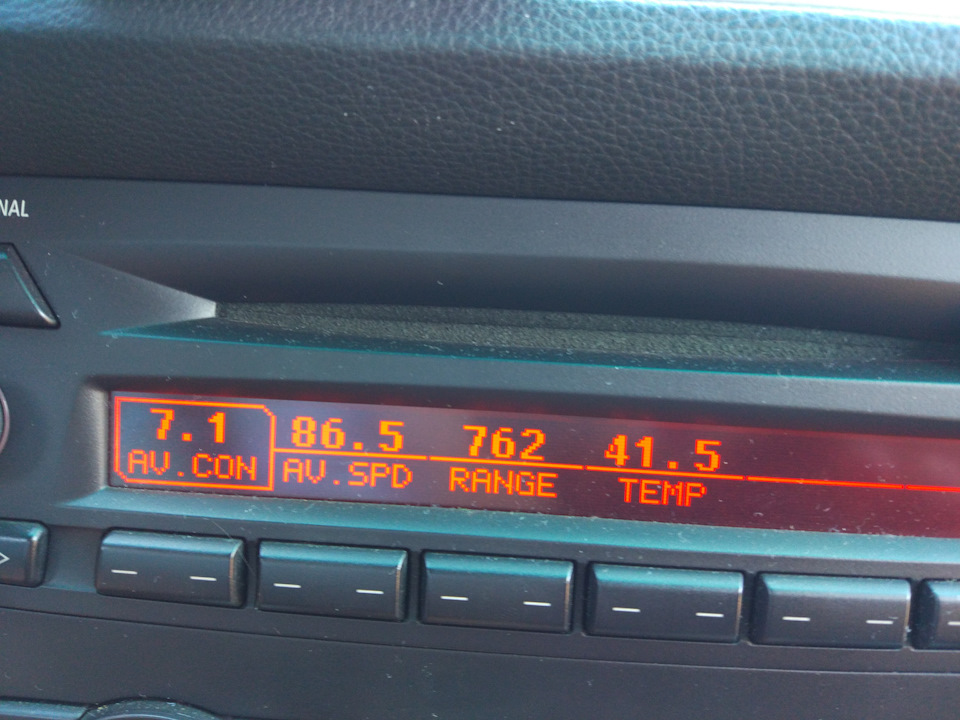 NAL
7.1 86.5 762 41.5
AV.CON AV.SPD RANGE TEMP